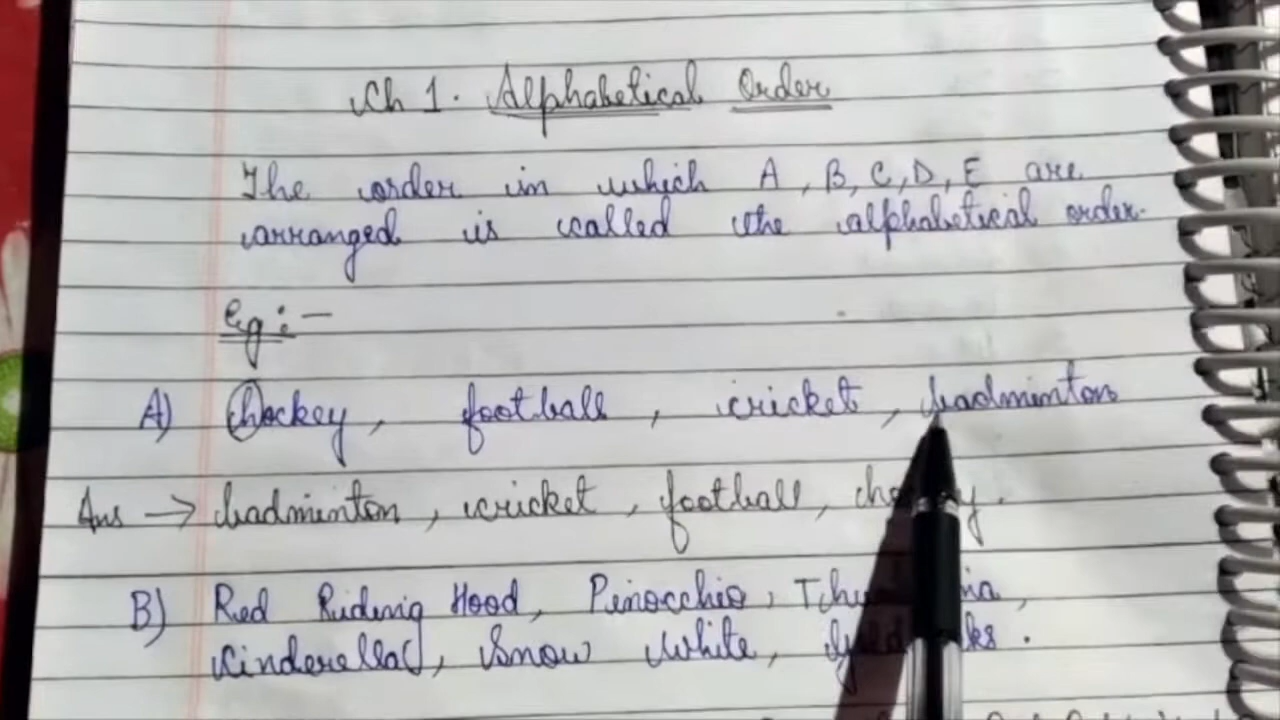 Ch 1. Alphabetical Order
The order in which A, B, C, D, E are
arranged is called the alphabetical order.
eg :-
A) hockey, football, cricket, badminton
Ans → badminton, cricket, football,
B) Red Riding Hood, Pinocchio,
Cinderella, Snow White,